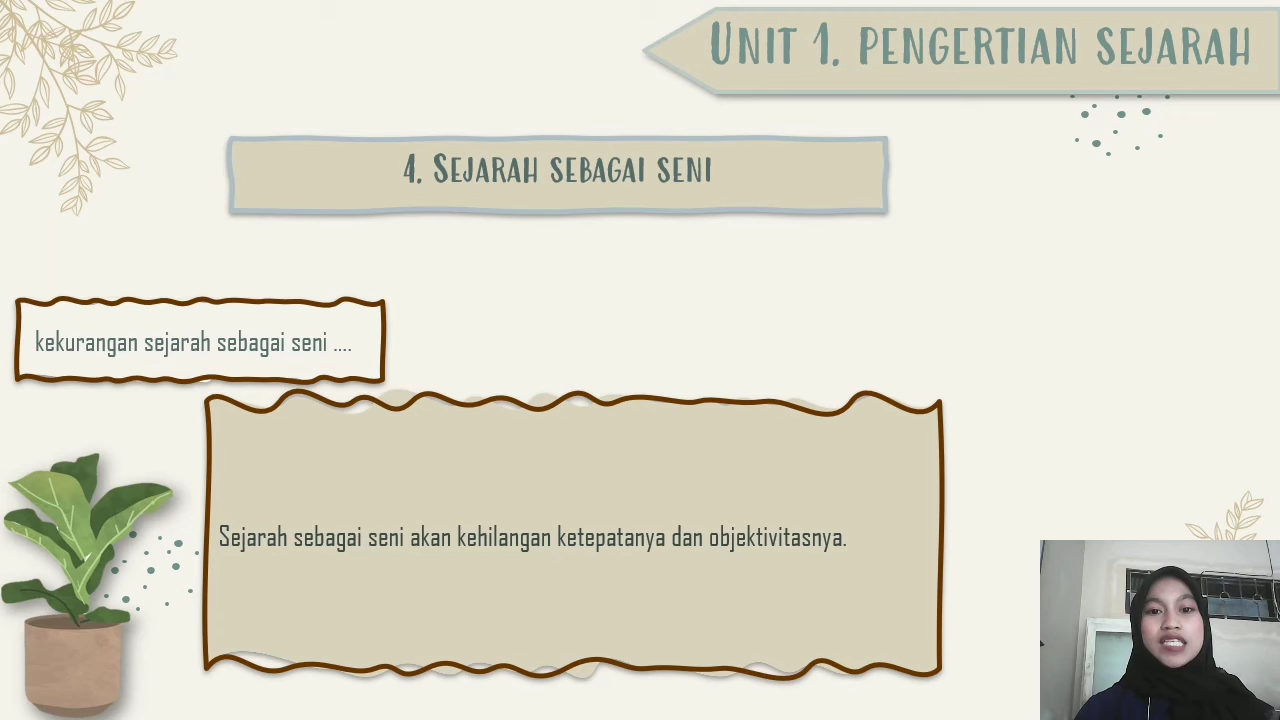 Unit 1. pengertian sejarah
4. Sejarah sebagai seni
kekurangan sejarah sebagai seni ....
Sejarah sebagai seni akan kehilangan ketepatanya dan objektivitasnya.